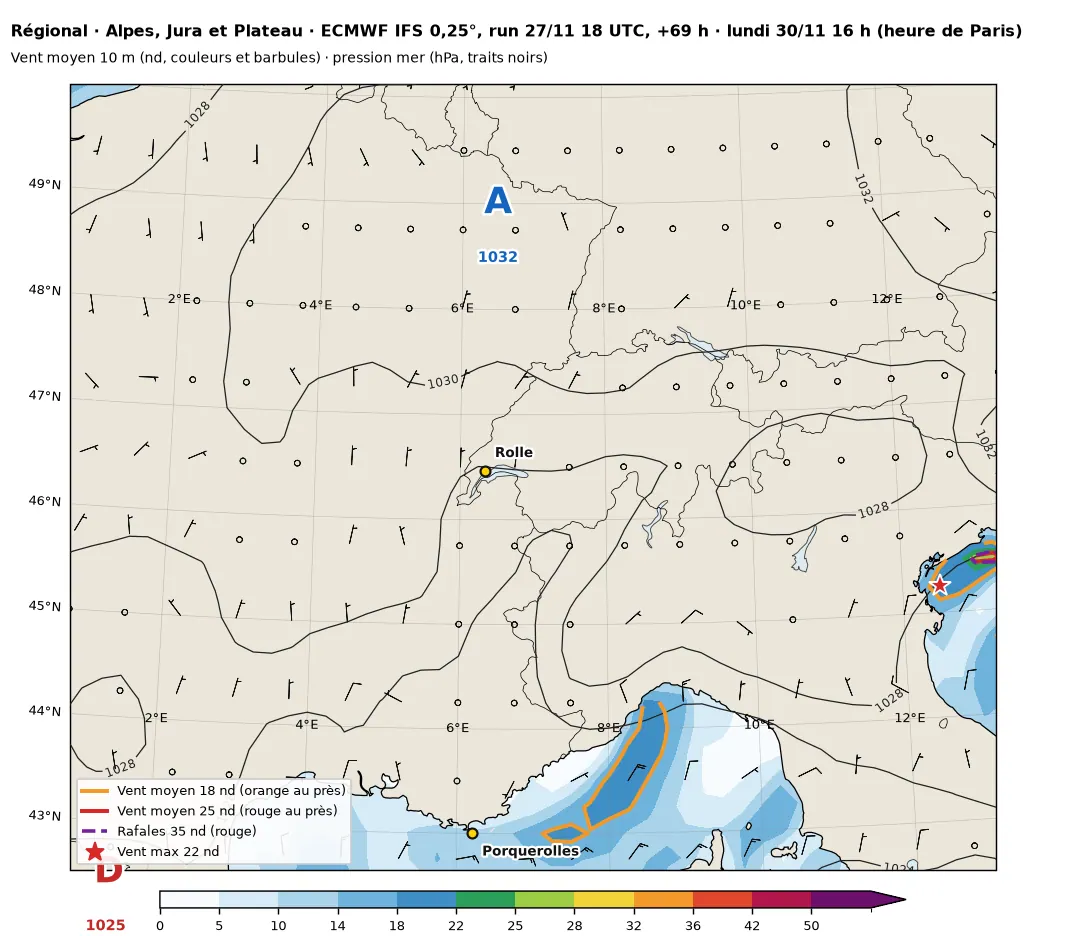 Régional · Alpes, Jura et Plateau · ECMWF IFS 0,25°, run 27/11 18 UTC, +69 h · lundi 30/11 16 h (heure de Paris)
Vent moyen 10 m (nd, couleurs et barbules) · pression mer (hPa, traits noirs)
1028
49°N
1032
A
1032
48°N
2°E
4°E
6°E
8°E
10°E
12°E
47°N
1030
1032
Rolle
46°N
1028
45°N
1028
44°N
2°E
4°E
6°E
8°E
10°E
12°E
1028
43°N
Vent moyen 18 nd (orange au près)
Vent moyen 25 nd (rouge au près)
Rafales 35 nd (rouge)
Vent max 22 nd
Porquerolles
D
1025
0 5 10 14 18 22 25 28 32 36 42 50